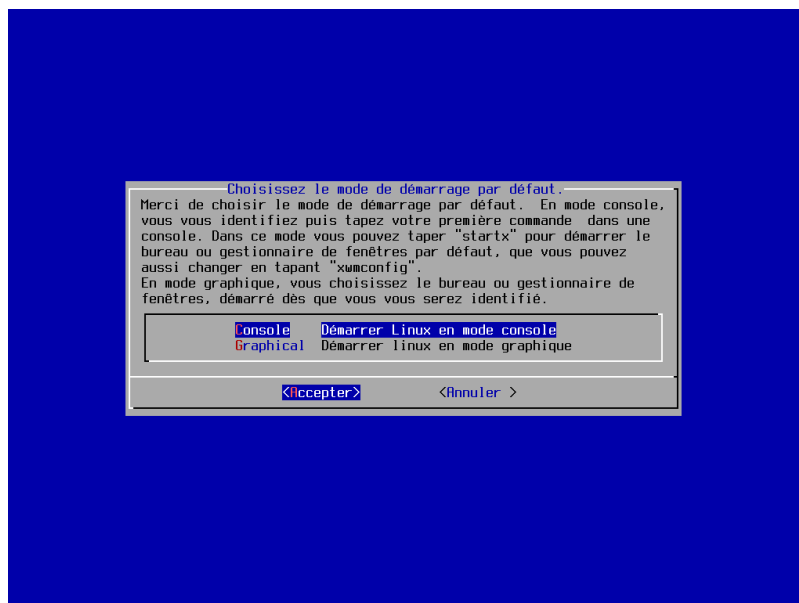 Choisissez le mode de démarrage par défaut.
Merci de choisir le mode de démarrage par défaut.  En mode console,
vous vous identifiez puis tapez votre première commande  dans une
console. Dans ce mode vous pouvez taper "startx" pour démarrer le
bureau ou gestionnaire de fenêtres par défaut, que vous pouvez
aussi changer en tapant "xwmconfig".
En mode graphique, vous choisissez le bureau ou gestionnaire de
fenêtres, démarré dès que vous vous serez identifié.
Console    Démarrer Linux en mode console
Graphical  Démarrer linux en mode graphique
<Accepter>          <Annuler >